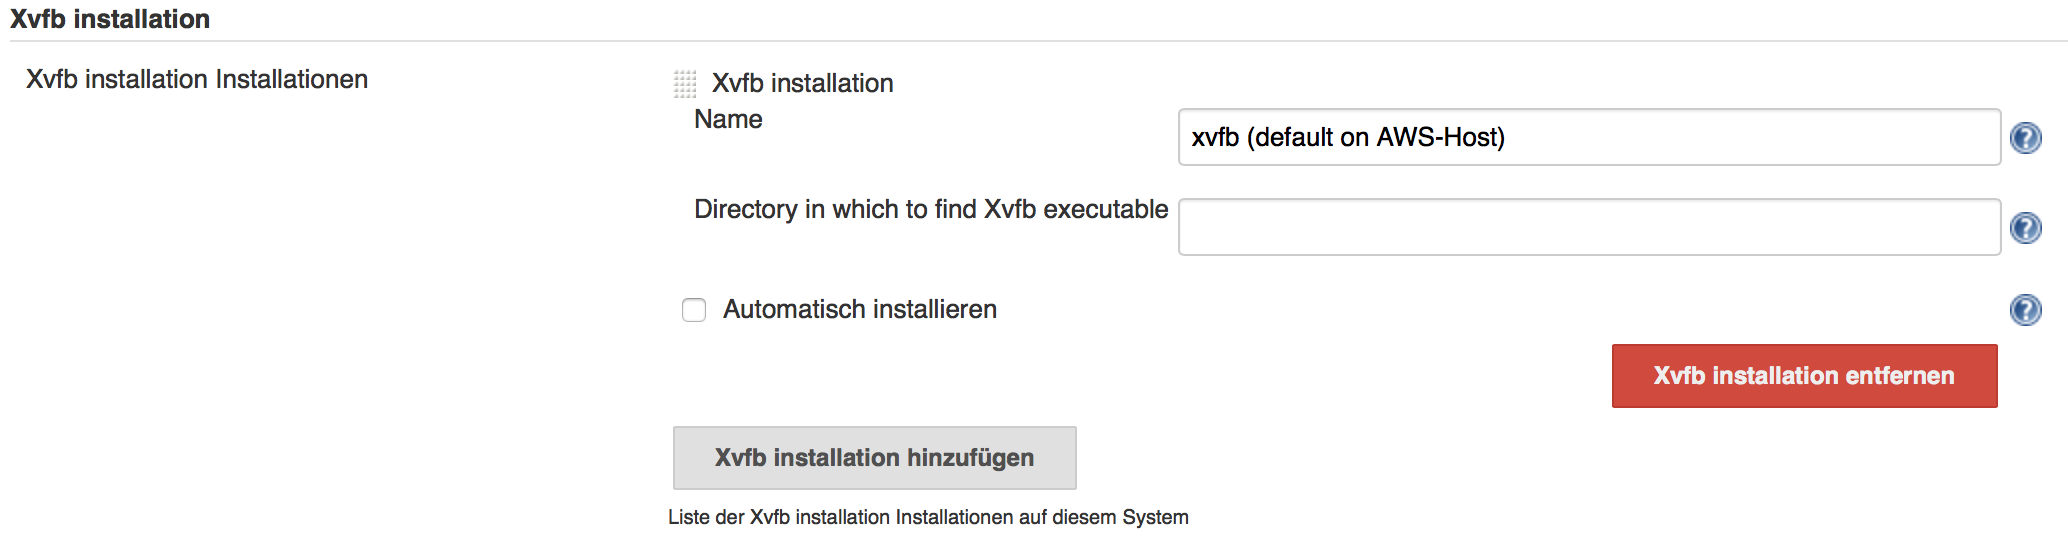 Xvfb installation
Xvfb installation Installationen
Xvfb installation
Name
xvfb (default on AWS-Host)
?
Directory in which to find Xvfb executable
?
Automatisch installieren
?
Xvfb installation entfernen
Xvfb installation hinzufügen
Liste der Xvfb installation Installationen auf diesem System